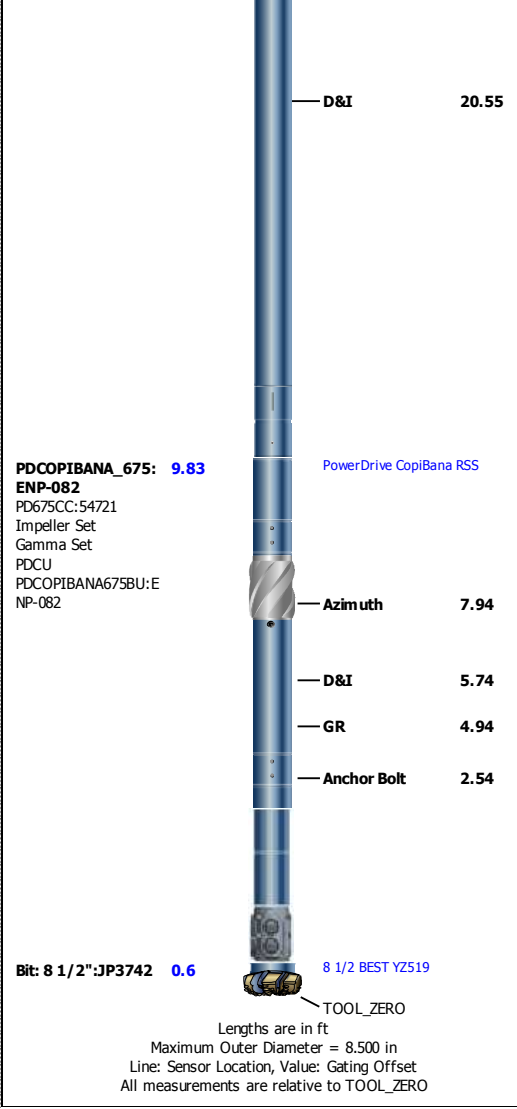 D&I 20.55
PDCOPIBANA_675: 9.83 PowerDrive CopiBana RSS
ENP-082
PD675CC:54721
Impeller Set
Gamma Set
PDCU
PDCOPIBANA675BU:E
NP-082
Azimuth 7.94
D&I 5.74
GR 4.94
Anchor Bolt 2.54
Bit: 8 1/2":JP3742 0.6 8 1/2 BEST YZ519
TOOL_ZERO
Lengths are in ft
Maximum Outer Diameter = 8.500 in
Line: Sensor Location, Value: Gating Offset
All measurements are relative to TOOL_ZERO